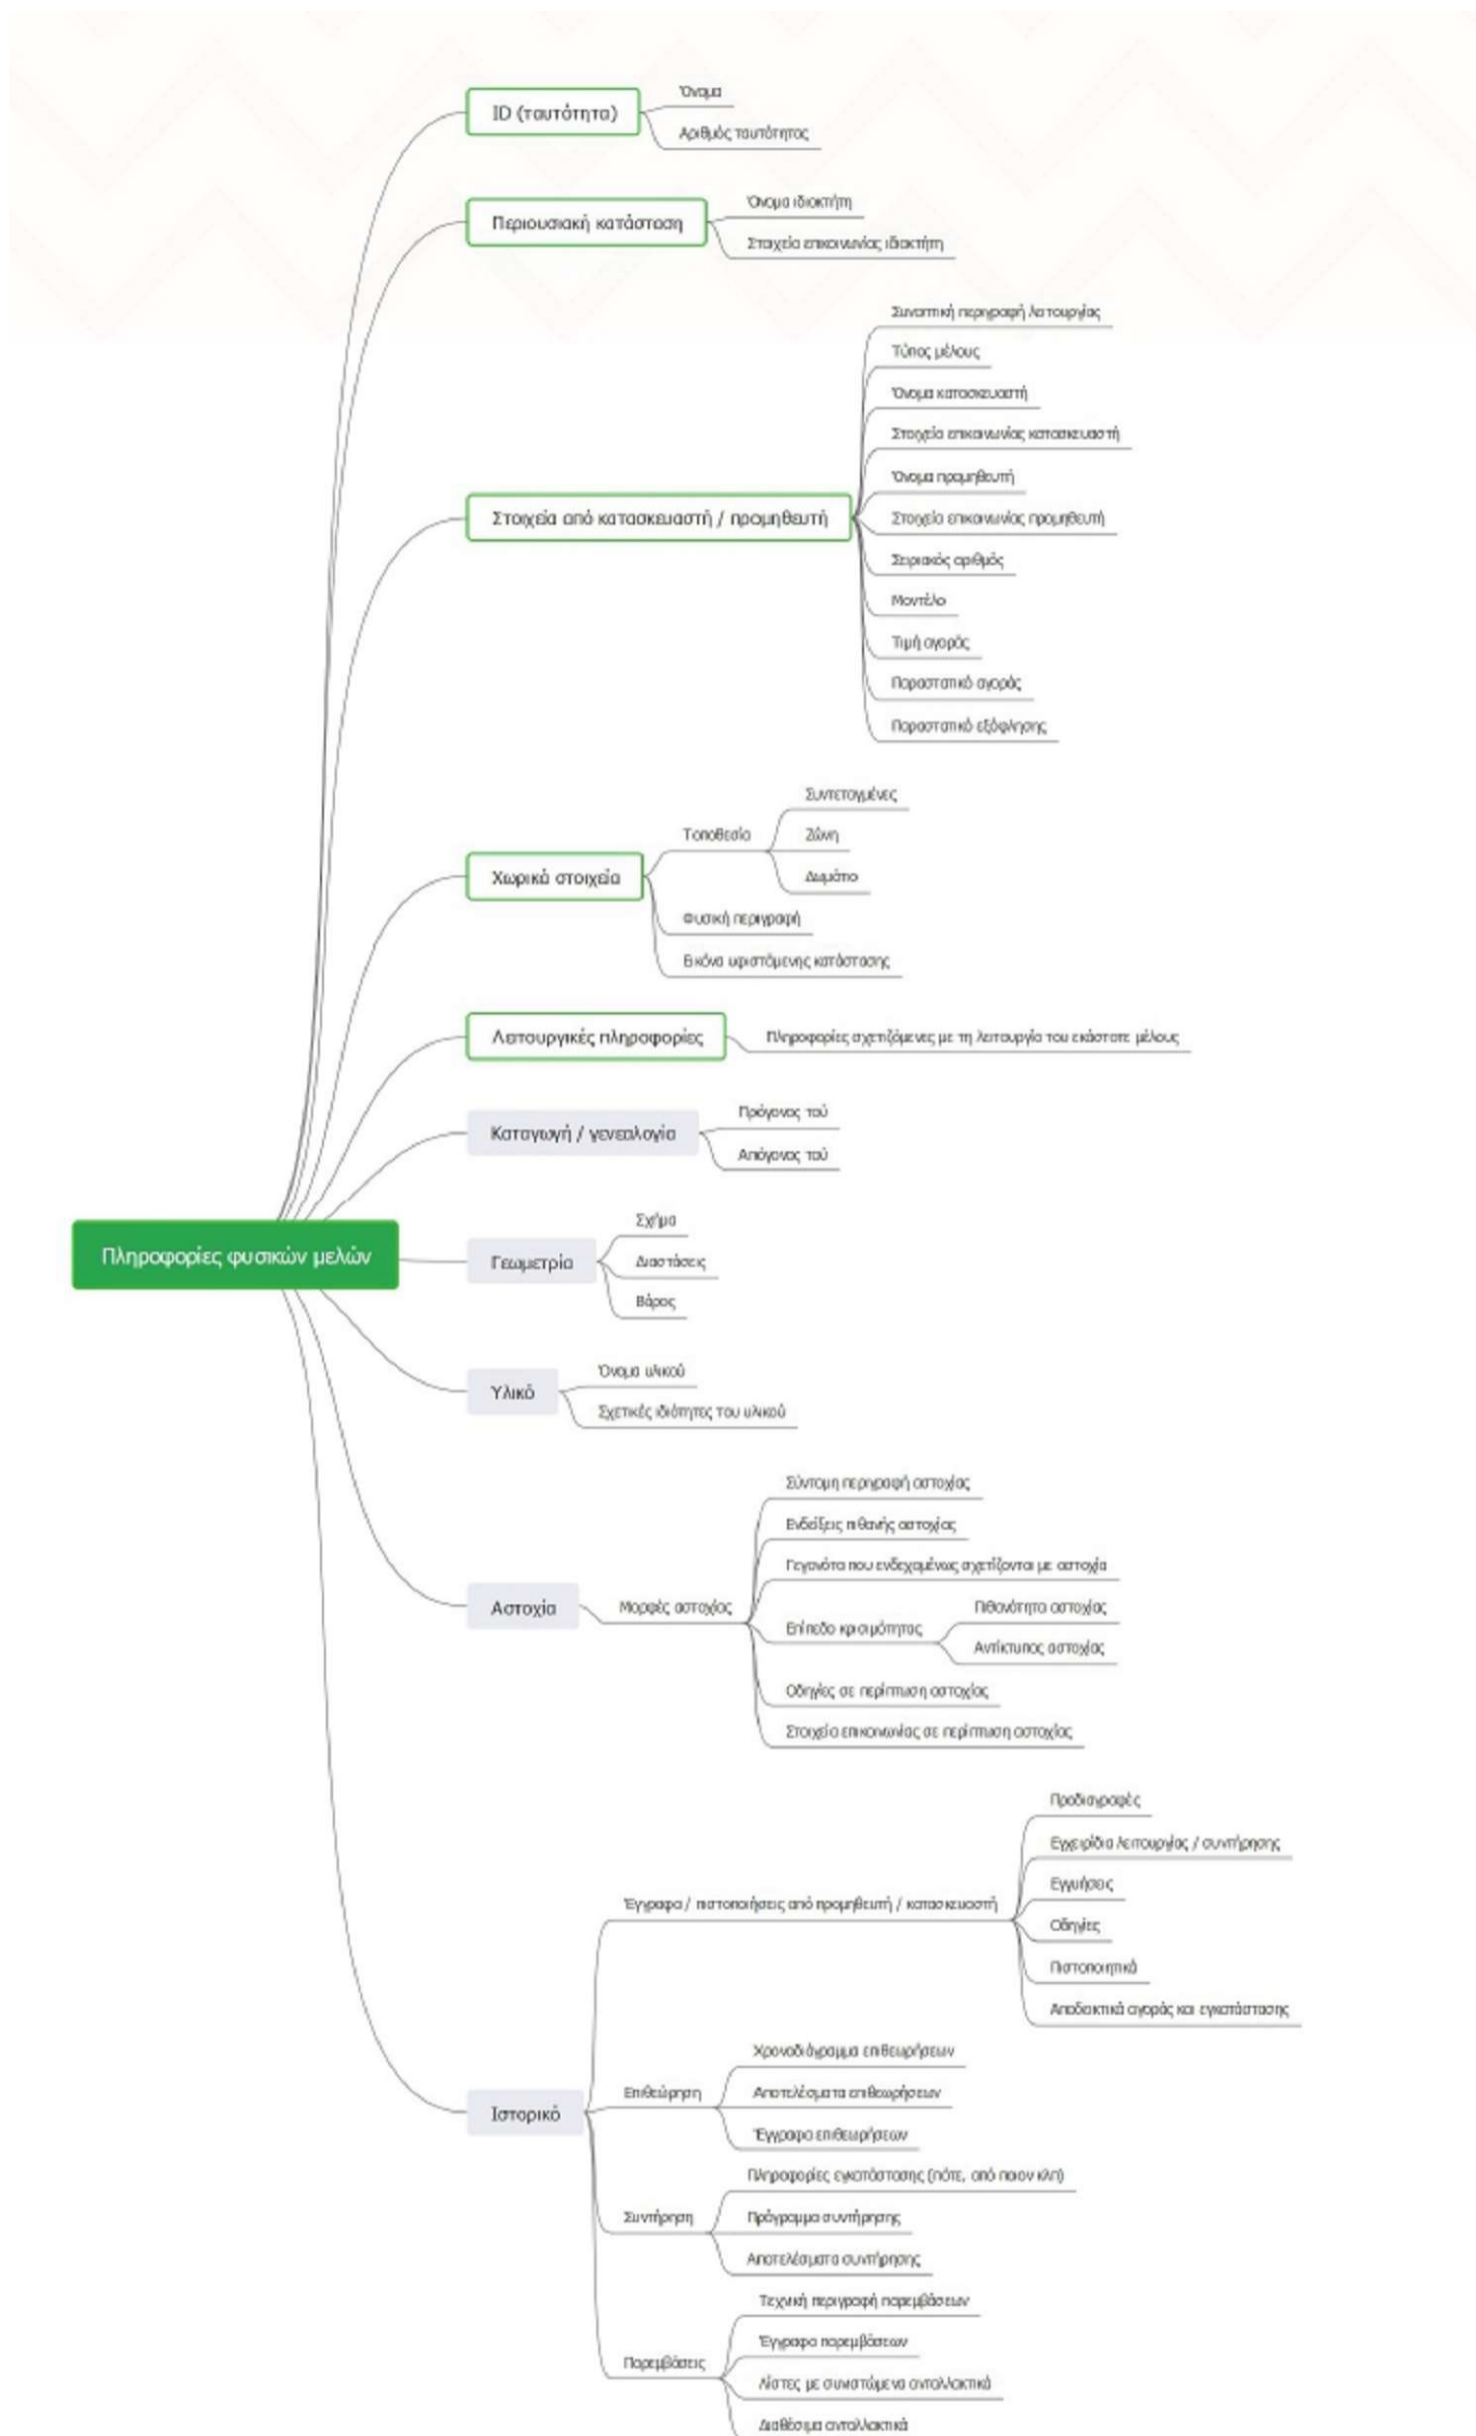 ID (ταυτότητα)
Όνομα
Αριθμός ταυτότητας
Περιουσιακή κατάσταση
Όνομα ιδιοκτήτη
Στοιχεία επικοινωνίας ιδιοκτήτη
Στοιχεία από κατασκευαστή / προμηθευτή
Συνοπτική περιγραφή λειτουργίας
Τύπος μέλους
Όνομα κατασκευαστή
Στοιχεία επικοινωνίας κατασκευαστή
Όνομα προμηθευτή
Στοιχεία επικοινωνίας προμηθευτή
Σειριακός αριθμός
Μοντέλο
Τιμή αγοράς
Παραστατικό αγοράς
Παραστατικό εξόφλησης
Χωρικά στοιχεία
Τοποθεσία
Συντεταγμένες
Ζώνη
Δωμάτιο
Φυσική περιγραφή
Εικόνα υφιστάμενης κατάστασης
Λειτουργικές πληροφορίες
Πληροφορίες σχετιζόμενες με τη λειτουργία του εκάστοτε μέλους
Καταγωγή / γενεαλογία
Πρόγονος τού
Απόγονος τού
Πληροφορίες φυσικών μελών
Γεωμετρία
Σχήμα
Διαστάσεις
Βάρος
Υλικό
Όνομα υλικού
Σχετικές ιδιότητες του υλικού
Αστοχία
Μορφές αστοχίας
Σύντομη περιγραφή αστοχίας
Ενδείξεις πιθανής αστοχίας
Γεγονότα που ενδεχομένως σχετίζονται με αστοχία
Επίπεδο κρισιμότητας
Πιθανότητα αστοχίας
Αντίκτυπος αστοχίας
Οδηγίες σε περίπτωση αστοχίας
Στοιχεία επικοινωνίας σε περίπτωση αστοχίας
Ιστορικό
Έγγραφα / πιστοποιήσεις από προμηθευτή / κατασκευαστή
Προδιαγραφές
Εγχειρίδια λειτουργίας / συντήρησης
Εγγυήσεις
Οδηγίες
Πιστοποιητικά
Αποδεικτικά αγοράς και εγκατάστασης
Επιθεώρηση
Χρονοδιάγραμμα επιθεωρήσεων
Αποτελέσματα επιθεωρήσεων
Έγγραφα επιθεωρήσεων
Συντήρηση
Πληροφορίες εγκατάστασης (πότε, από ποιον κλπ)
Πρόγραμμα συντήρησης
Αποτελέσματα συντήρησης
Παρεμβάσεις
Τεχνική περιγραφή παρεμβάσεων
Έγγραφα παρεμβάσεων
Λίστες με συνιστώμενα ανταλλακτικά
Διαθέσιμα ανταλλακτικά